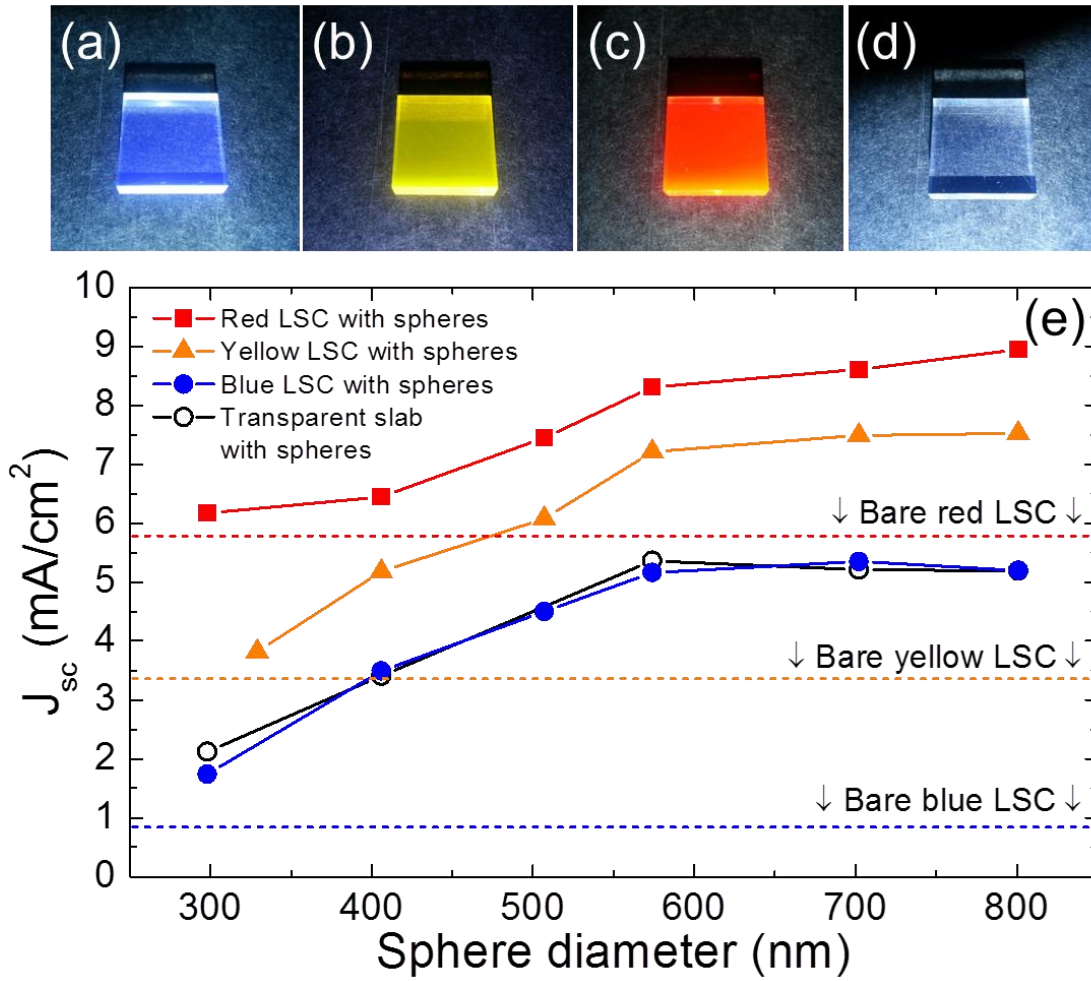 (a)
(b)
(c)
(d)
(e)
10
9
8
7
6
5
4
3
2
1
0
J_sc (mA/cm²)
Red LSC with spheres
Yellow LSC with spheres
Blue LSC with spheres
Transparent slab
with spheres
↓ Bare red LSC ↓
↓ Bare yellow LSC ↓
↓ Bare blue LSC ↓
300 400 500 600 700 800
Sphere diameter (nm)